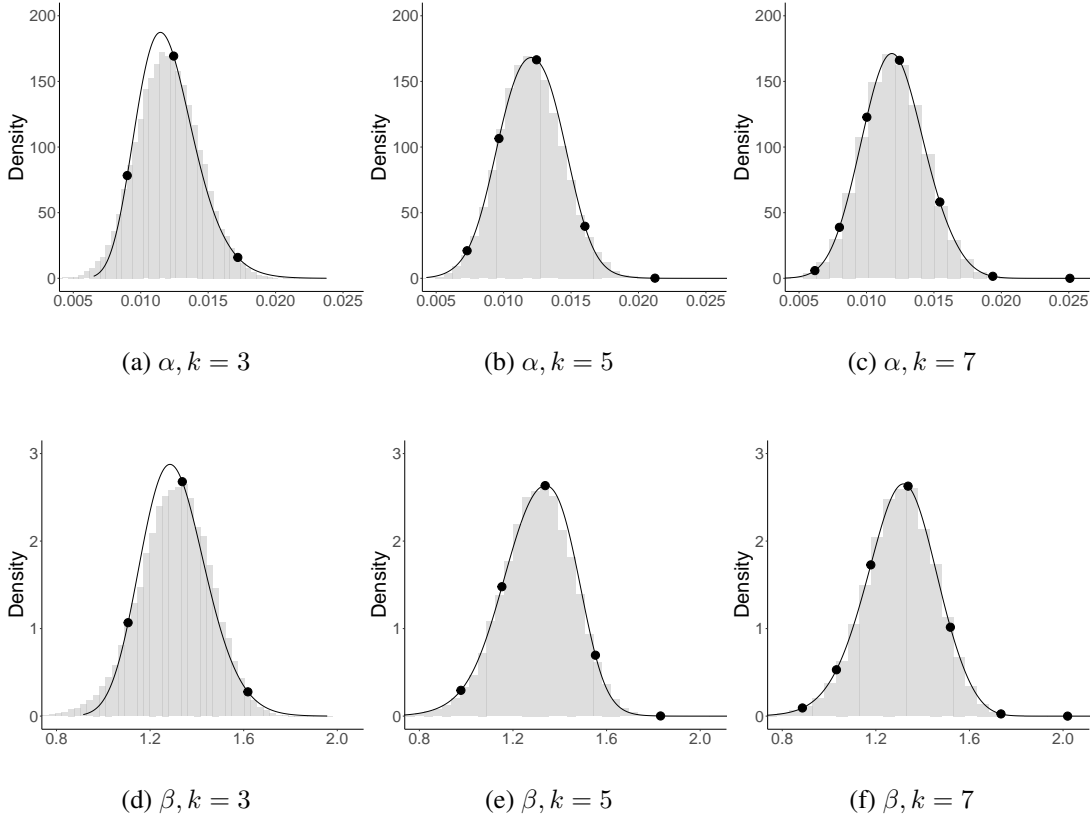 200
150
100
50
0
Density
0.005 0.010 0.015 0.020 0.025
(a) α, k = 3
200
150
100
50
0
Density
0.005 0.010 0.015 0.020 0.025
(b) α, k = 5
200
150
100
50
0
Density
0.005 0.010 0.015 0.020 0.025
(c) α, k = 7
3
2
1
0
Density
0.8 1.2 1.6 2.0
(d) β, k = 3
3
2
1
0
Density
0.8 1.2 1.6 2.0
(e) β, k = 5
3
2
1
0
Density
0.8 1.2 1.6 2.0
(f) β, k = 7